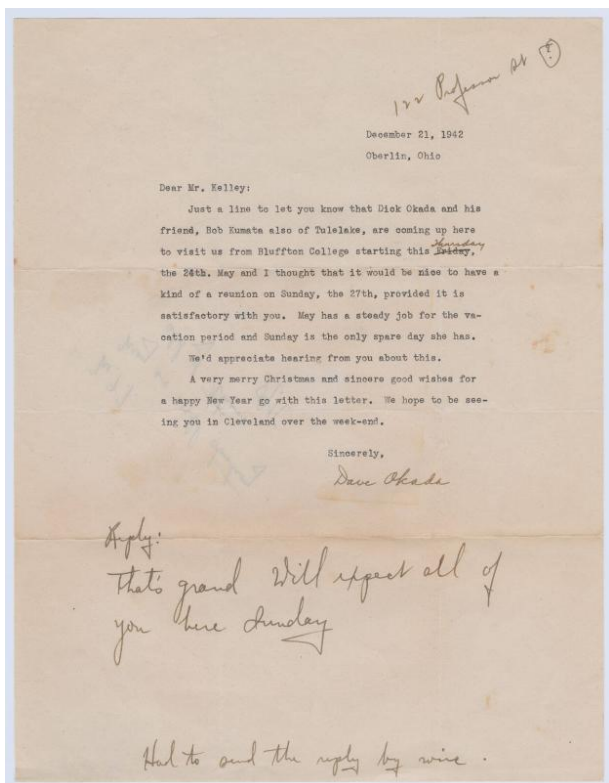 122 Professor St ?
December 21, 1942
Oberlin, Ohio
Dear Mr. Kelley:
Just a line to let you know that Dick Okada and his
friend, Bob Kumata also of Tulelake, are coming up here
thursday
to visit us from Bluffton College starting this Friday,
the 24th. May and I thought that it would be nice to have a
kind of a reunion on Sunday, the 27th, provided it is
satisfactory with you. May has a steady job for the va-
cation period and Sunday is the only spare day she has.
We'd appreciate hearing from you about this.
A very merry Christmas and sincere good wishes for
a happy New Year go with this letter. We hope to be see-
ing you in Cleveland over the week-end.
Sincerely,
Dave Okada
Reply:
That's grand Will expect all of
you here Sunday
Had to send the reply by wire.